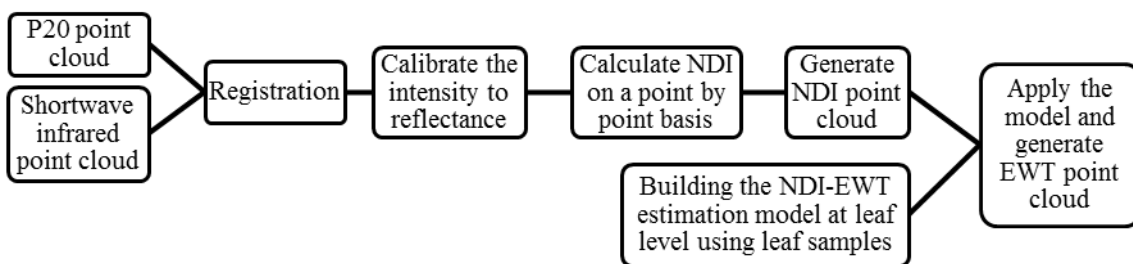 P20 point
cloud
Shortwave
infrared
point cloud
Registration
Calibrate the
intensity to
reflectance
Calculate NDI
on a point by
point basis
Generate
NDI point
cloud
Building the NDI-EWT
estimation model at leaf
level using leaf samples
Apply the
model and
generate
EWT point
cloud